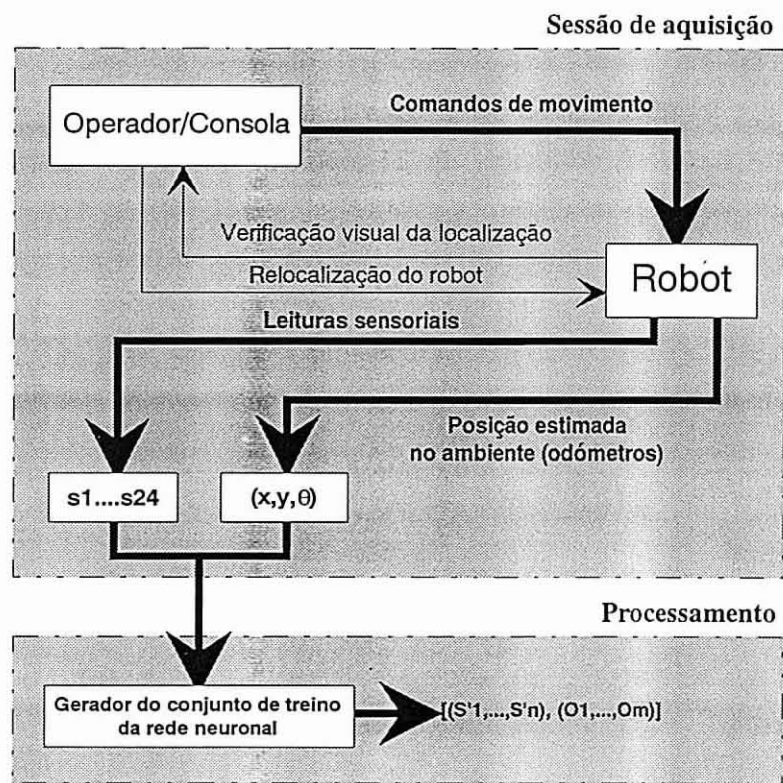 Sessão de aquisição
Comandos de movimento
Operador/Consola
Verificação visual da localização
Relocalização do robot
Robot
Leituras sensoriais
Posição estimada
no ambiente (odómetros)
s1....s24
(x,y,θ)
Processamento
Gerador do conjunto de treino
da rede neuronal
[(S'1,...,S'n), (O1,...,Om)]